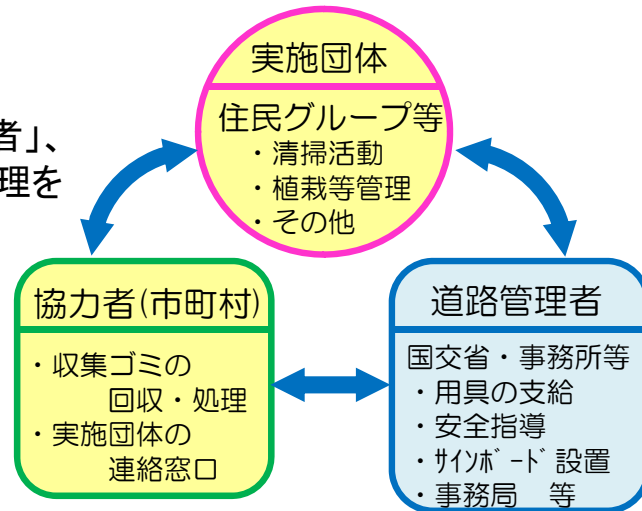 実施団体
住民グループ等
・清掃活動
・植栽等管理
・その他
者」、
理を
協力者(市町村)
・収集ゴミの
回収・処理
・実施団体の
連絡窓口
道路管理者
国交省・事務所等
・用具の支給
・安全指導
・ｻｲﾝﾎﾞｰﾄﾞ設置
・事務局　等